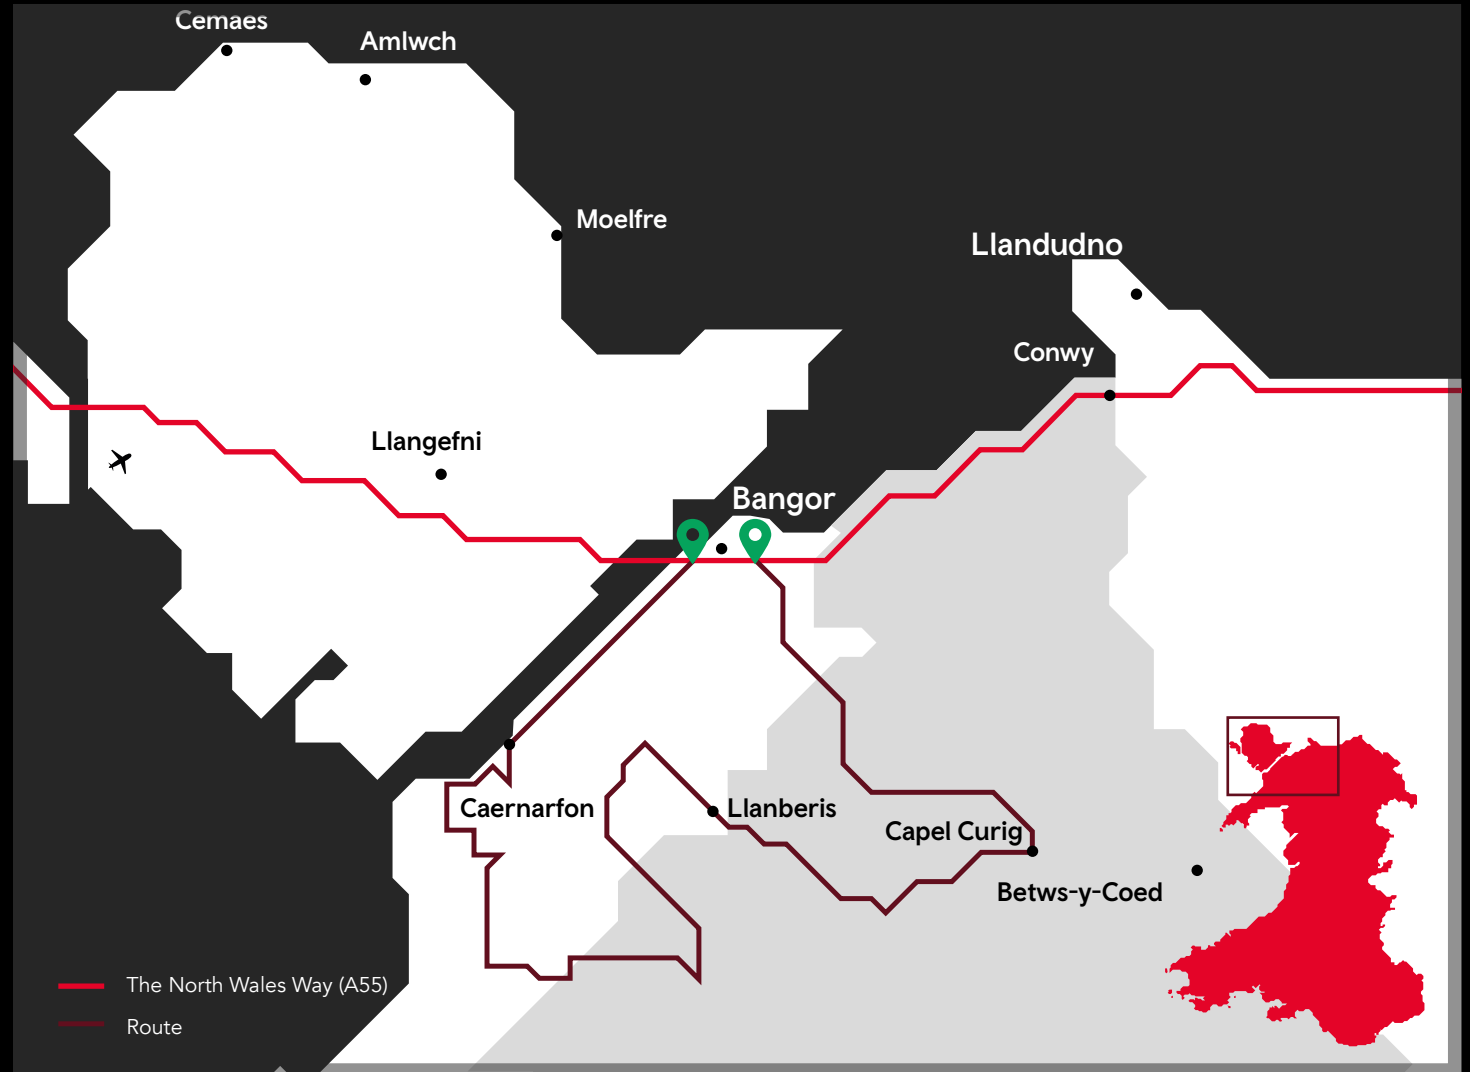 Cemaes
Amlwch
Moelfre
Llandudno
Conwy
Llangefni
Bangor
Caernarfon
Llanberis
Capel Curig
Betws-y-Coed
The North Wales Way (A55)
Route